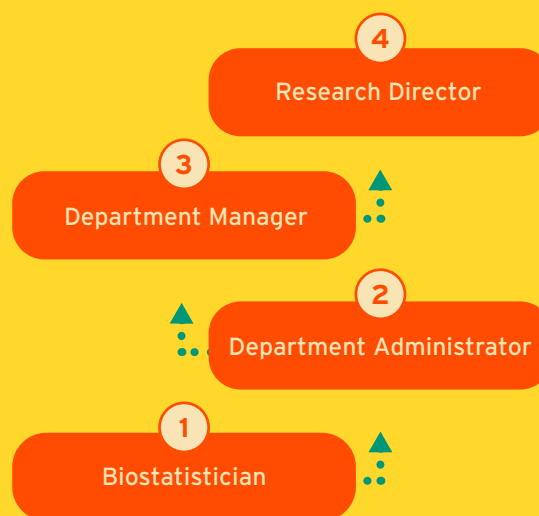 4
Research Director
3
Department Manager
2
Department Administrator
1
Biostatistician